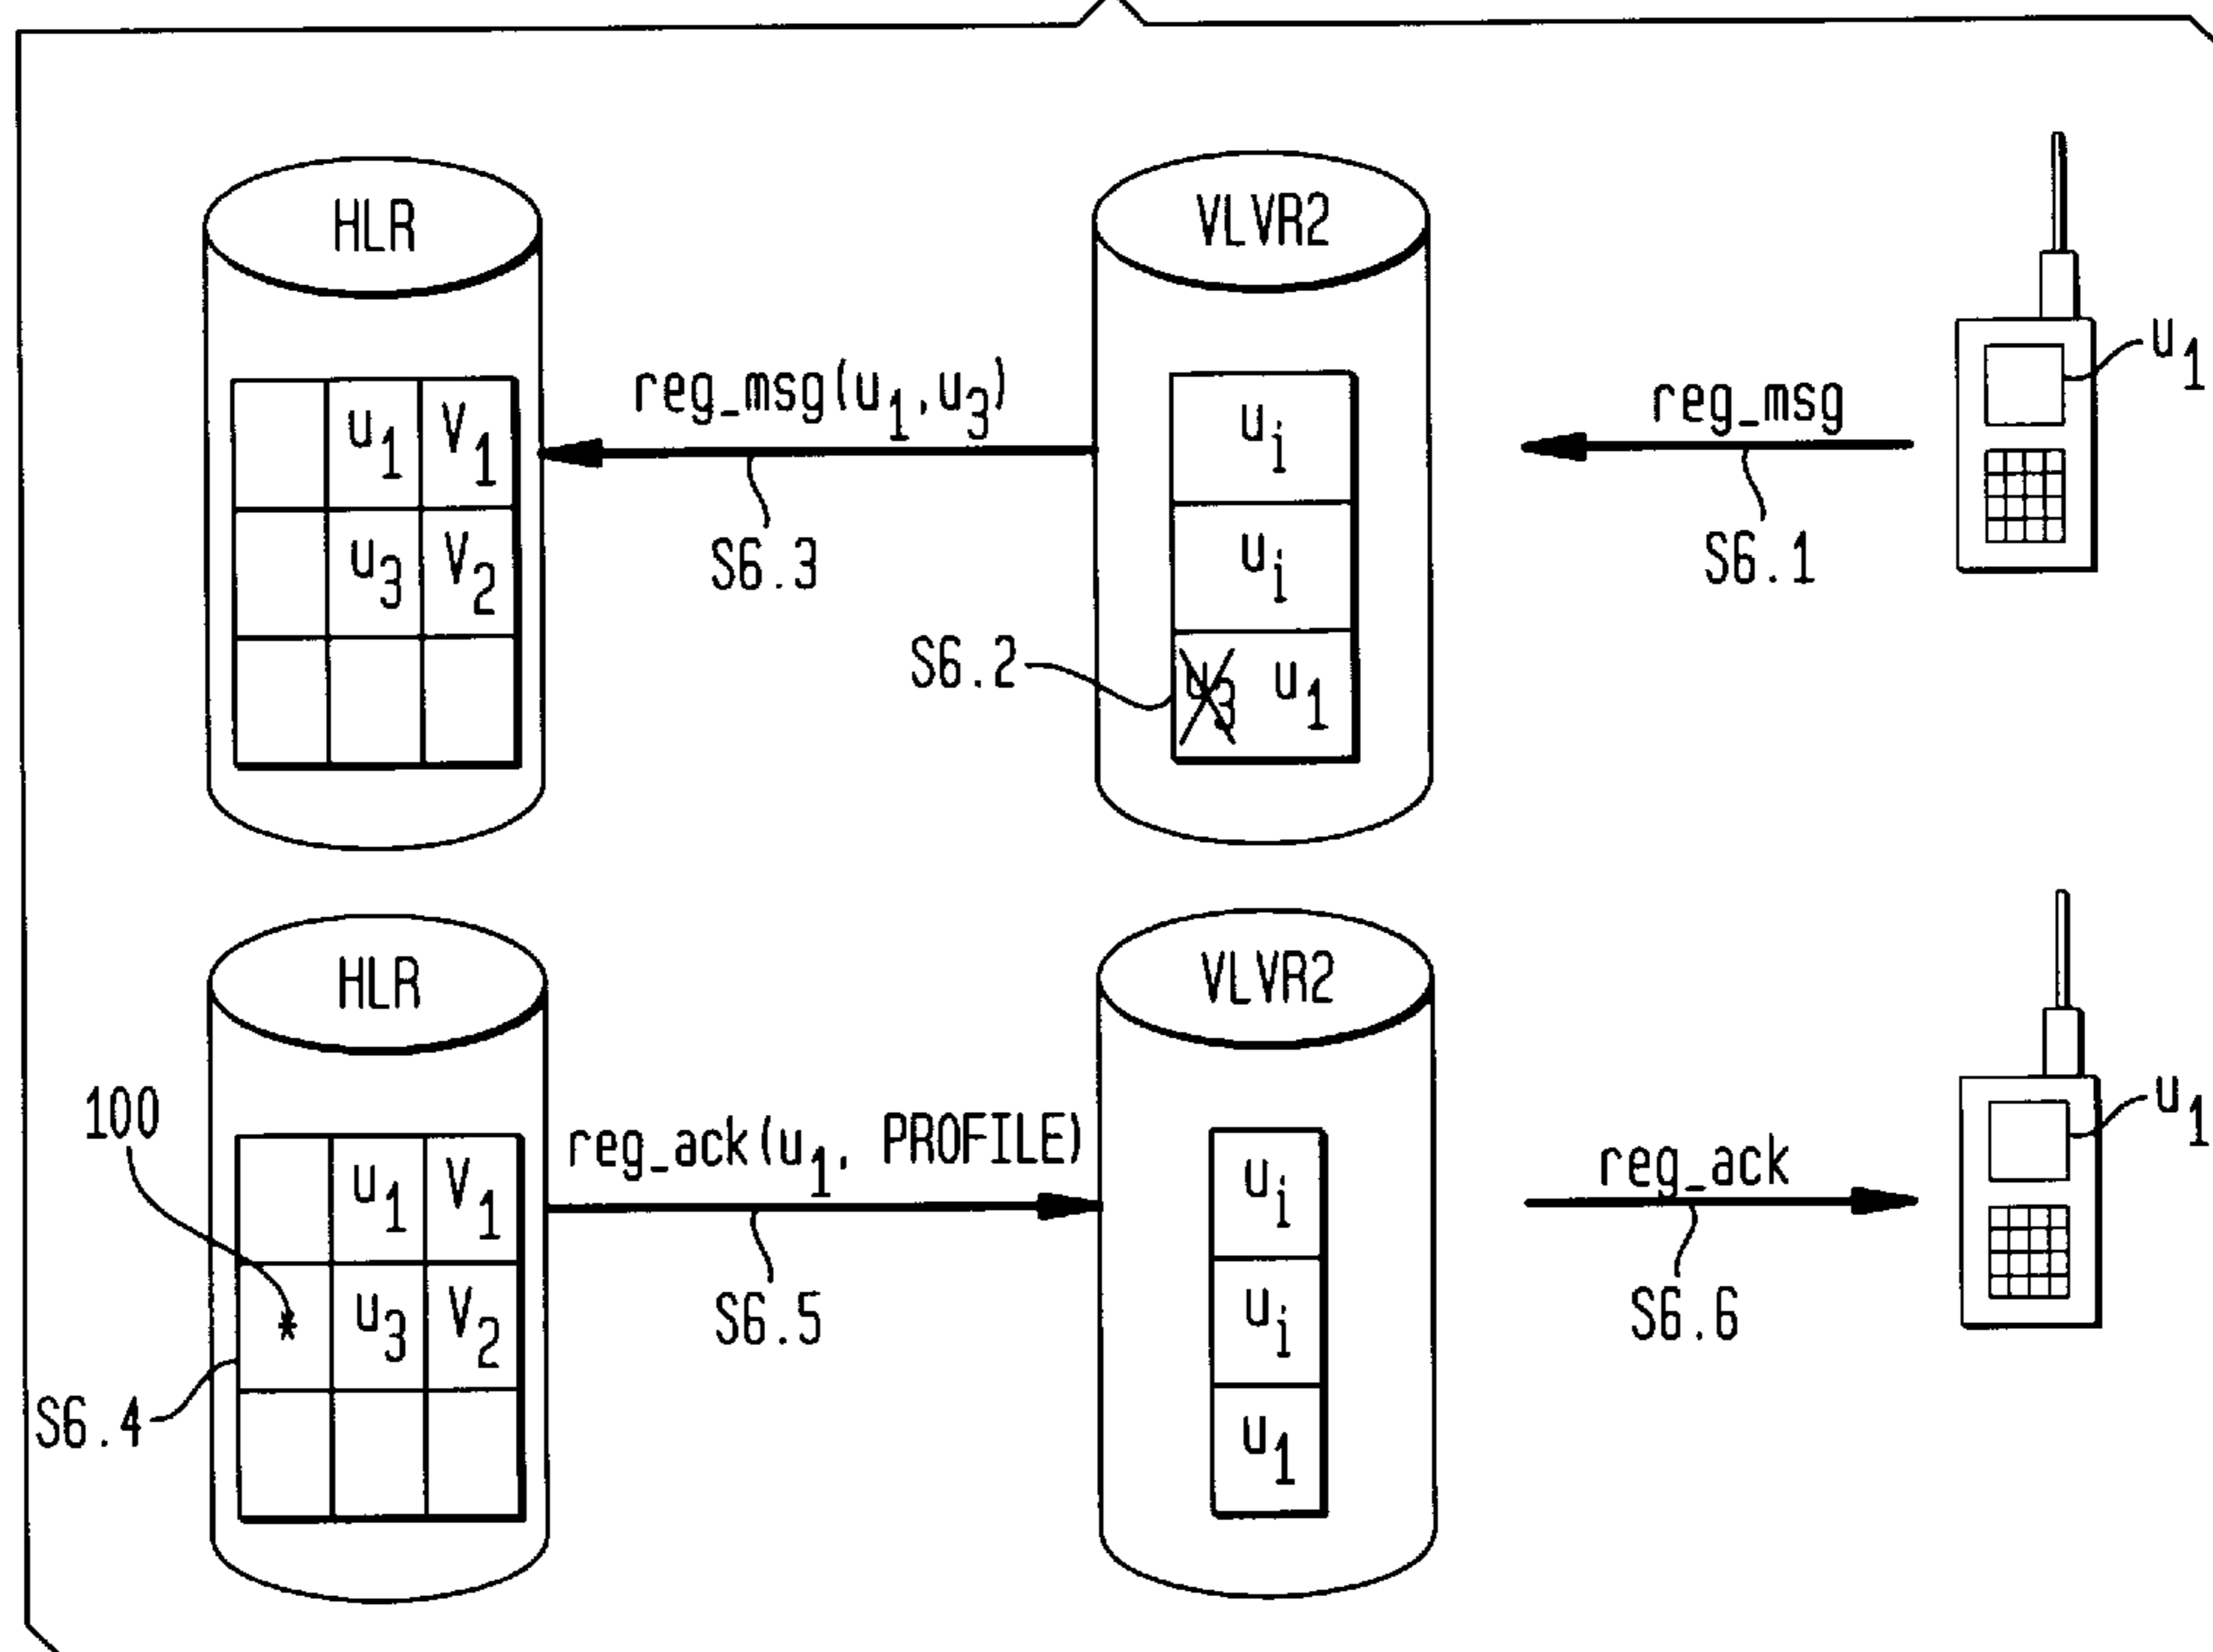 HLR VLVR2
reg_msg(u1,u3) reg_msg u1
u1 V1 ui
S6.3 S6.1
u3 V2 ui
S6.2 u3 u1
HLR VLVR2
100 reg_ack(u1, PROFILE) reg_ack u1
u1 V1 ui
S6.5 S6.6
* u3 V2 ui
S6.4 u1